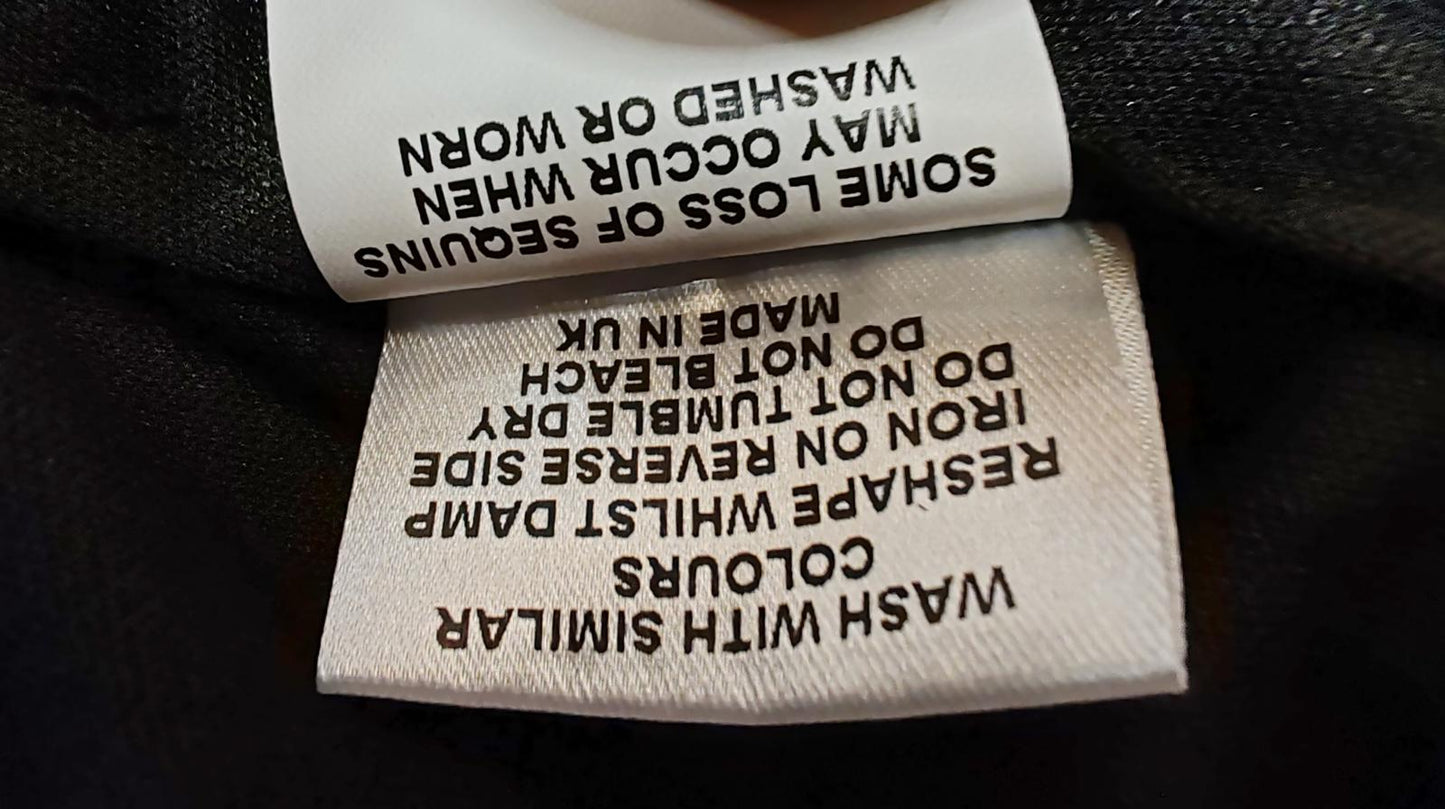 WASH WITH SIMILAR
COLOURS
RESHAPE WHILST DAMP
IRON ON REVERSE SIDE
DO NOT TUMBLE DRY
DO NOT BLEACH
MADE IN UK
SOME LOSS OF SEQUINS
MAY OCCUR WHEN
WASHED OR WORN